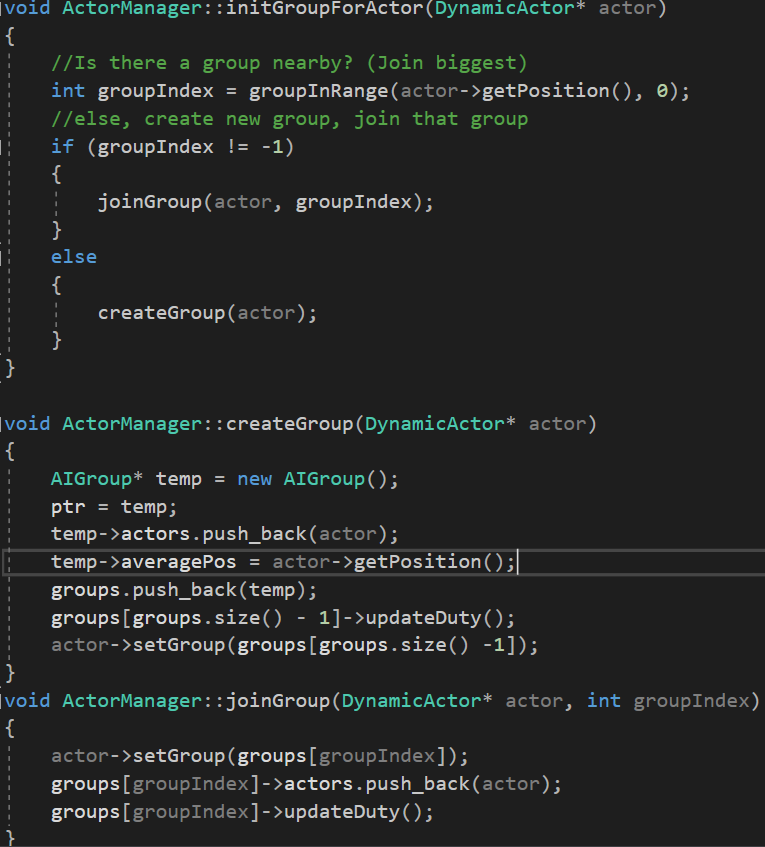 void ActorManager::initGroupForActor(DynamicActor* actor)
{
    //Is there a group nearby? (Join biggest)
    int groupIndex = groupInRange(actor->getPosition(), 0);
    //else, create new group, join that group
    if (groupIndex != -1)
    {
        joinGroup(actor, groupIndex);
    }
    else
    {
        createGroup(actor);
    }
}

void ActorManager::createGroup(DynamicActor* actor)
{
    AIGroup* temp = new AIGroup();
    ptr = temp;
    temp->actors.push_back(actor);
    temp->averagePos = actor->getPosition();
    groups.push_back(temp);
    groups[groups.size() - 1]->updateDuty();
    actor->setGroup(groups[groups.size() -1]);
}
void ActorManager::joinGroup(DynamicActor* actor, int groupIndex)
{
    actor->setGroup(groups[groupIndex]);
    groups[groupIndex]->actors.push_back(actor);
    groups[groupIndex]->updateDuty();
}